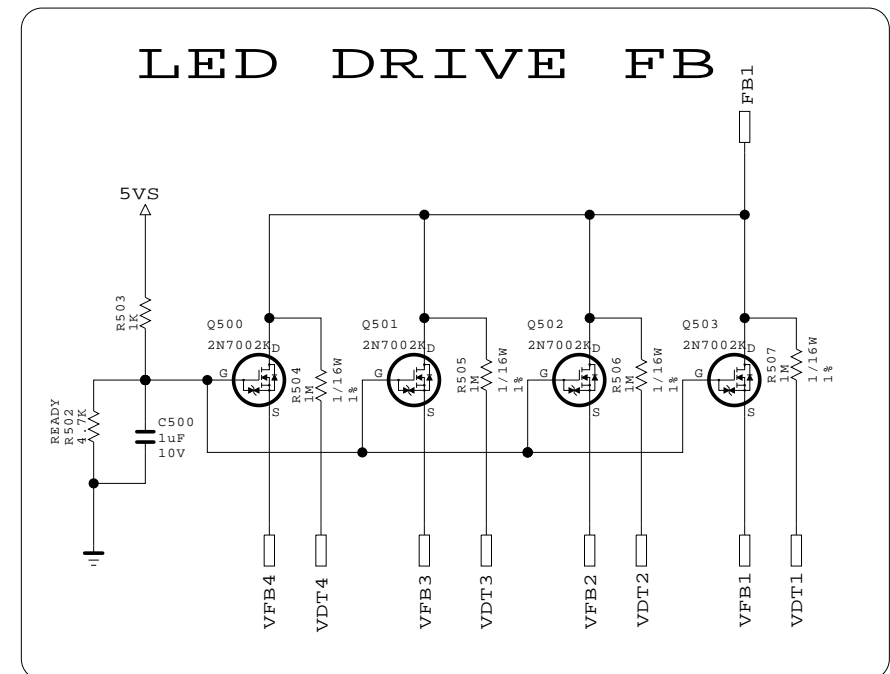 LED DRIVE FB
FB1
5VS
R503
1K
READY
R502
4.7K
C500
1uF
10V
Q500
2N7002K
D
G
S
R504
1M
1/16W
1%
Q501
2N7002K
D
G
S
R505
1M
1/16W
1%
Q502
2N7002K
D
G
S
R506
1M
1/16W
1%
Q503
2N7002K
D
G
S
R507
1M
1/16W
1%
VFB4
VDT4
VFB3
VDT3
VFB2
VDT2
VFB1
VDT1